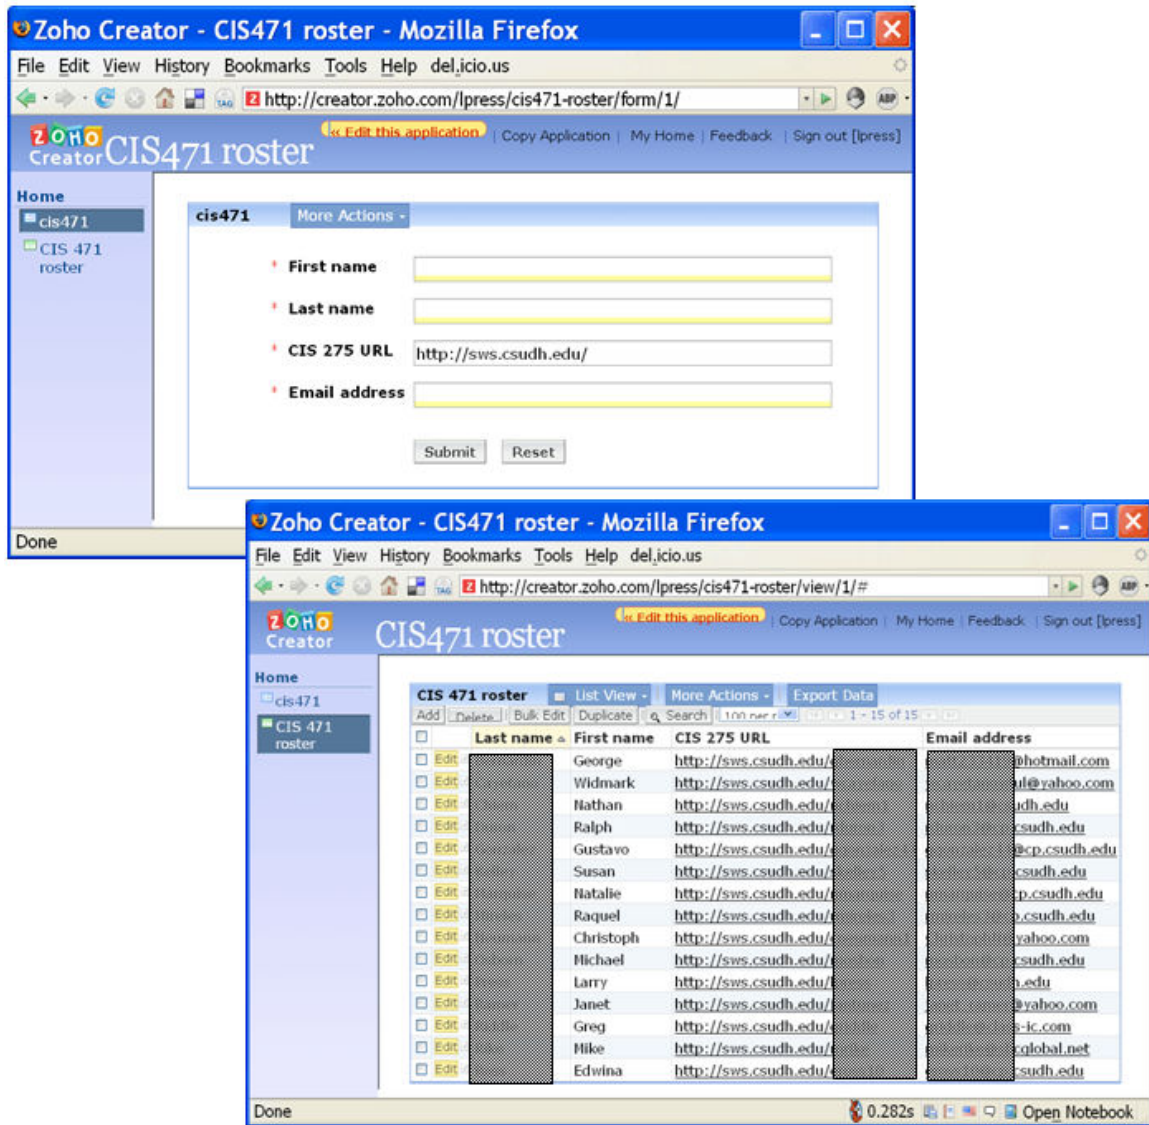 Zoho Creator - CIS471 roster - Mozilla Firefox
File Edit View History Bookmarks Tools Help del.icio.us
TAG http://creator.zoho.com/lpress/cis471-roster/form/1/ ABP
ZOHO Creator CIS471 roster « Edit this application | Copy Application | My Home | Feedback | Sign out [lpress]
Home
cis471
CIS 471
roster
cis471 More Actions
* First name
* Last name
* CIS 275 URL http://sws.csudh.edu/
* Email address
Submit Reset
Done
Zoho Creator - CIS471 roster - Mozilla Firefox
File Edit View History Bookmarks Tools Help del.icio.us
TAG http://creator.zoho.com/lpress/cis471-roster/view/1/# ABP
ZOHO Creator CIS471 roster « Edit this application | Copy Application | My Home | Feedback | Sign out [lpress]
Home
cis471
CIS 471
roster
CIS 471 roster List View More Actions Export Data
Add Delete Bulk Edit Duplicate Search 100 per 1 - 15 of 15
Last name First name CIS 275 URL Email address
Edit George http://sws.csudh.edu/ @hotmail.com
Edit Widmark http://sws.csudh.edu/ ul@yahoo.com
Edit Nathan http://sws.csudh.edu/ udh.edu
Edit Ralph http://sws.csudh.edu/ csudh.edu
Edit Gustavo http://sws.csudh.edu/ @cp.csudh.edu
Edit Susan http://sws.csudh.edu/ csudh.edu
Edit Natalie http://sws.csudh.edu/ cp.csudh.edu
Edit Raquel http://sws.csudh.edu/ .csudh.edu
Edit Christoph http://sws.csudh.edu/ yahoo.com
Edit Michael http://sws.csudh.edu/ csudh.edu
Edit Larry http://sws.csudh.edu/ .edu
Edit Janet http://sws.csudh.edu/ @yahoo.com
Edit Greg http://sws.csudh.edu/ s-ic.com
Edit Mike http://sws.csudh.edu/ cglobal.net
Edit Edwina http://sws.csudh.edu/ csudh.edu
Done 0.282s Open Notebook